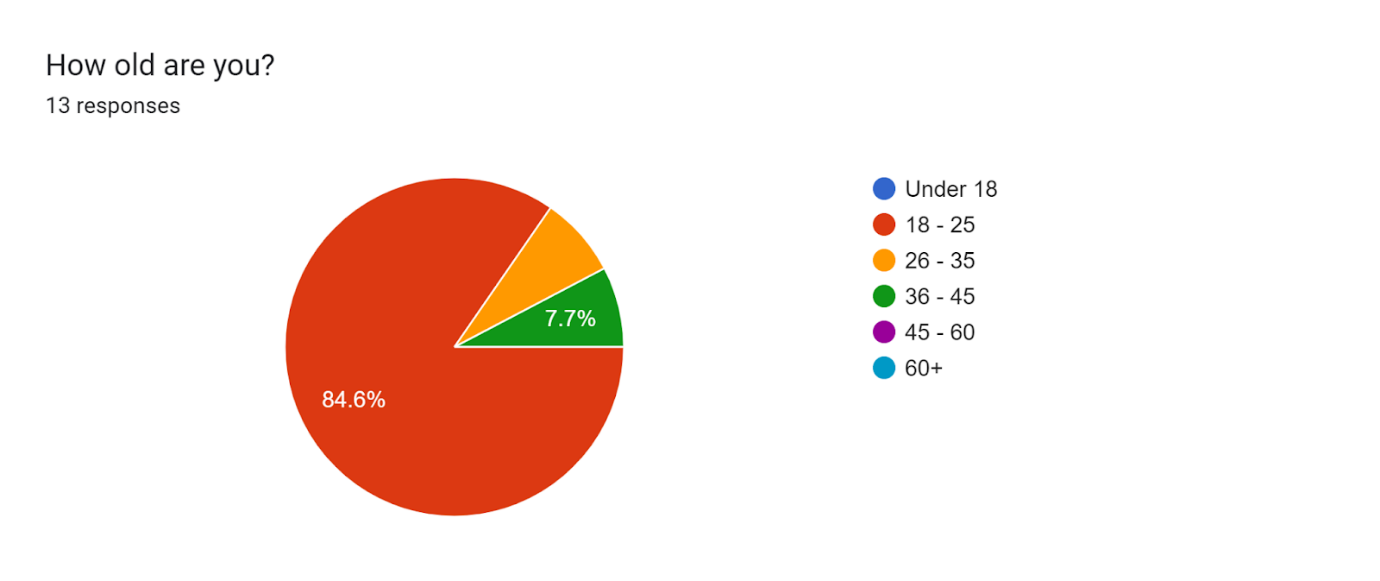 How old are you?
13 responses
84.6%
7.7%
Under 18
18 - 25
26 - 35
36 - 45
45 - 60
60+